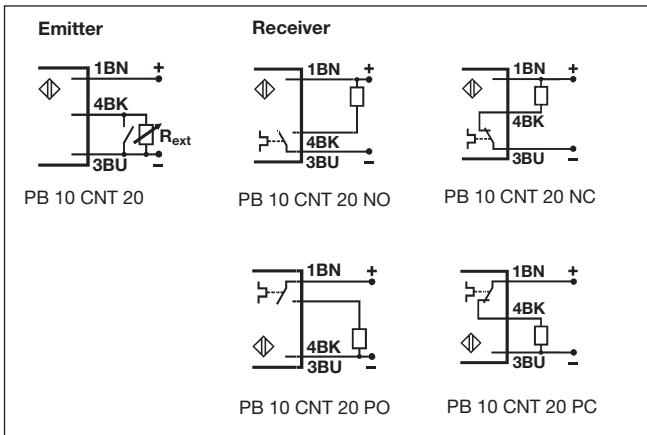 Emitter
1BN +
4BK
Rext
3BU −
PB 10 CNT 20
Receiver
1BN +
4BK
3BU −
PB 10 CNT 20 NO
1BN +
4BK
3BU −
PB 10 CNT 20 NC
1BN +
4BK
3BU −
PB 10 CNT 20 PO
1BN +
4BK
3BU −
PB 10 CNT 20 PC